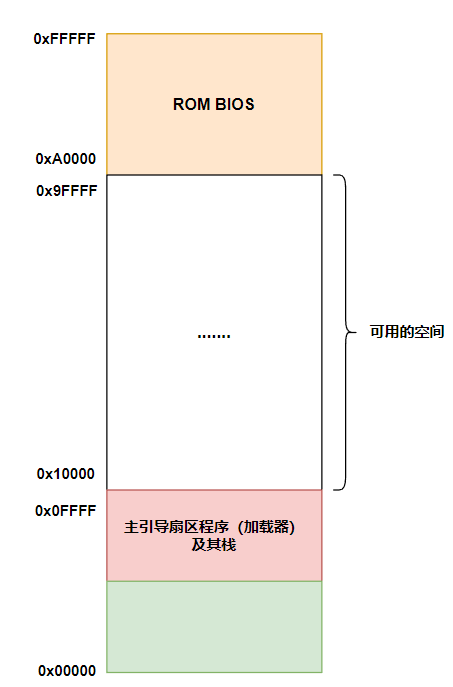 0xFFFFF
ROM BIOS
0xA0000
0x9FFFF
.......
可用的空间
0x10000
0x0FFFF
主引导扇区程序（加载器）
及其栈
0x00000